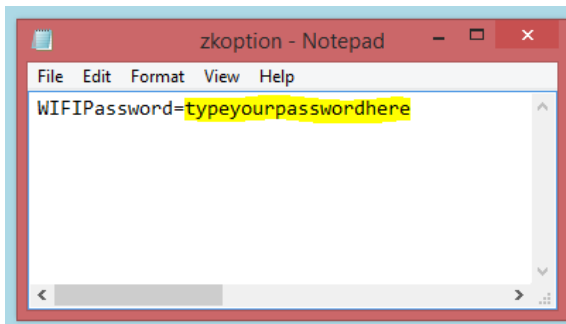 zkoption - Notepad
File Edit Format View Help
WIFIPassword=typeyourpasswordhere